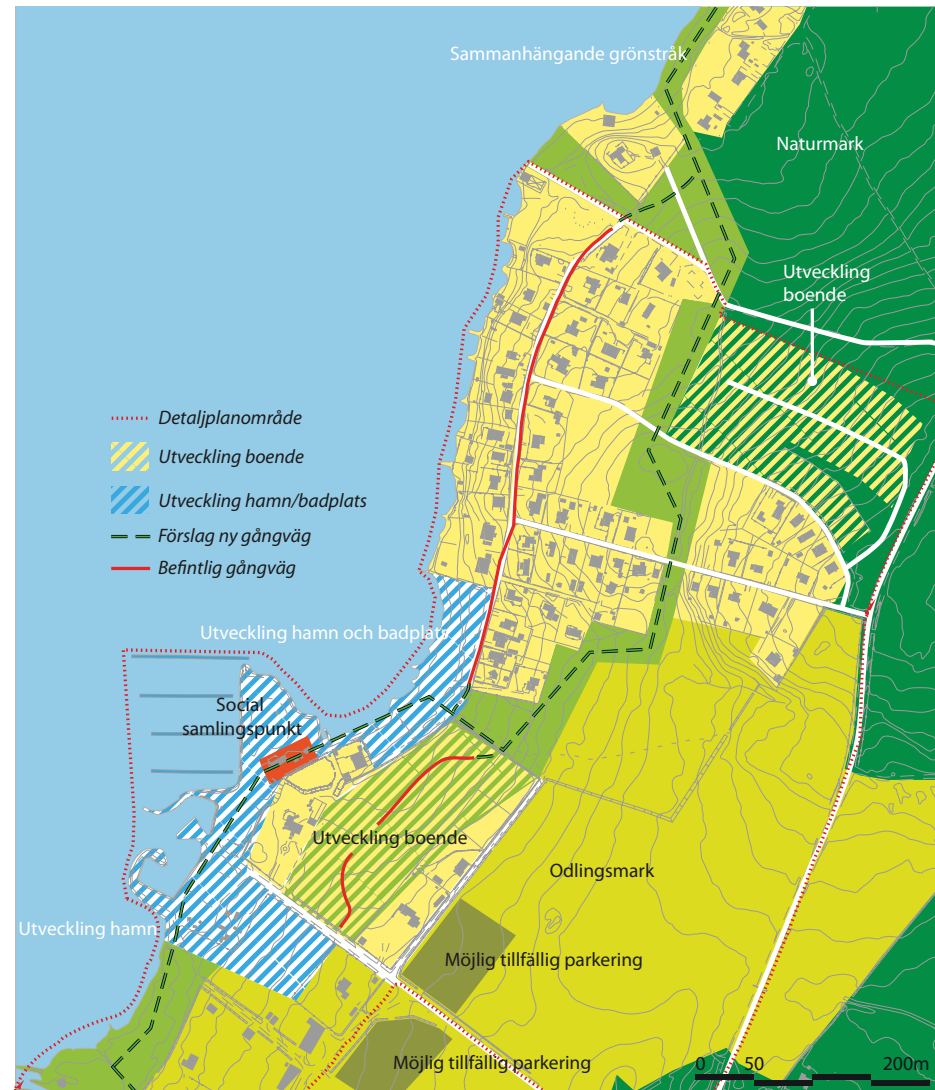 Sammanhängande grönstråk
Naturmark
Utveckling
boende
Detaljplanområde
Utveckling boende
Utveckling hamn/badplats
Förslag ny gångväg
Befintlig gångväg
Utveckling hamn och badplats
Social
samlingspunkt
Utveckling boende
Odlingsmark
Utveckling hamn
Möjlig tillfällig parkering
Möjlig tillfällig parkering
0 50 200m